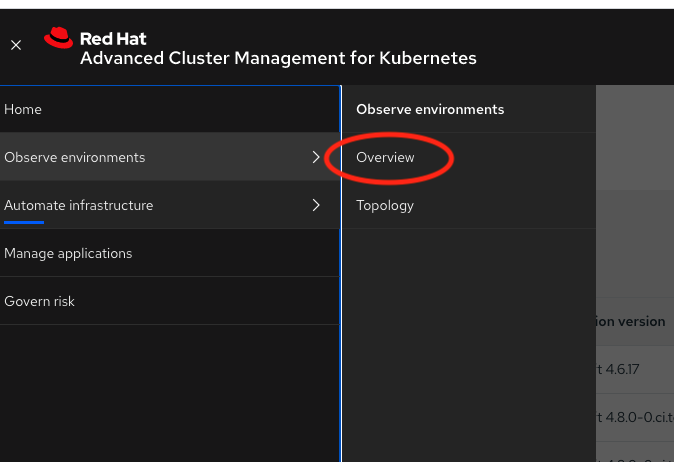 Red Hat
Advanced Cluster Management for Kubernetes
Home
Observe environments
Automate infrastructure
Manage applications
Govern risk
Observe environments
Overview
Topology
ion version
t 4.6.17
t 4.8.0-0.ci.t